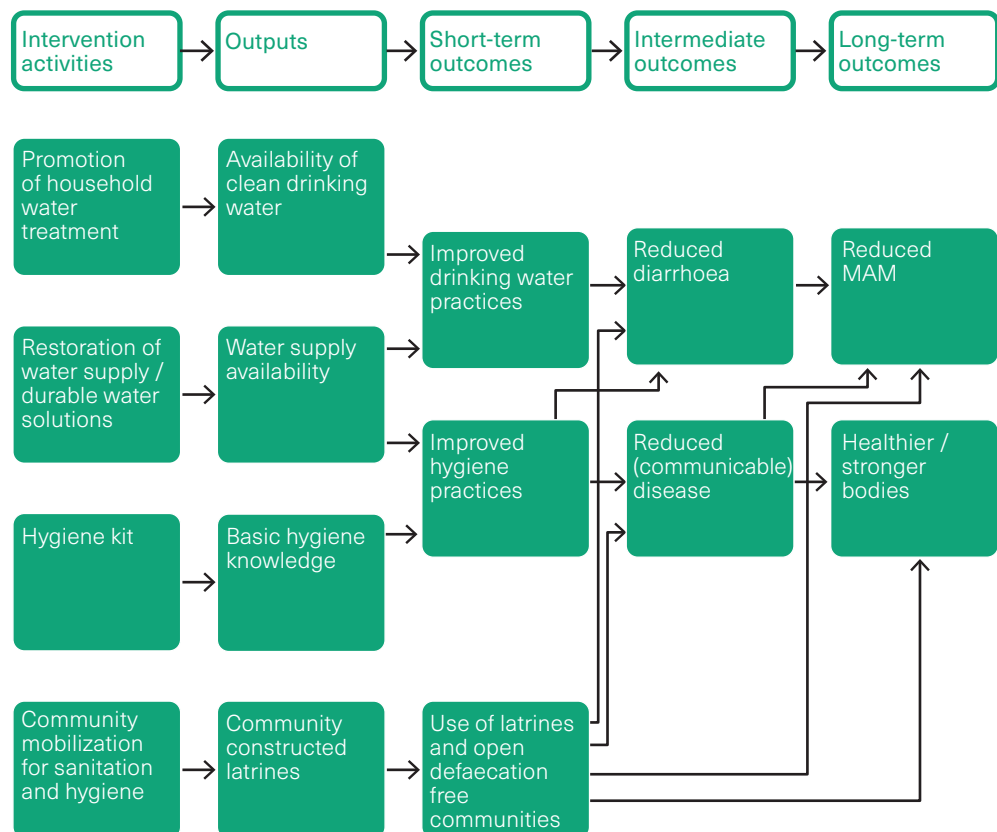 Intervention
activities
Outputs
Short-term
outcomes
Intermediate
outcomes
Long-term
outcomes
Promotion
of household
water
treatment
Availability of
clean drinking
water
Improved
drinking water
practices
Reduced
diarrhoea
Reduced
MAM
Restoration of
water supply /
durable water
solutions
Water supply
availability
Improved
hygiene
practices
Reduced
(communicable)
disease
Healthier /
stronger
bodies
Hygiene kit
Basic hygiene
knowledge
Community
mobilization
for sanitation
and hygiene
Community
constructed
latrines
Use of latrines
and open
defaecation
free
communities